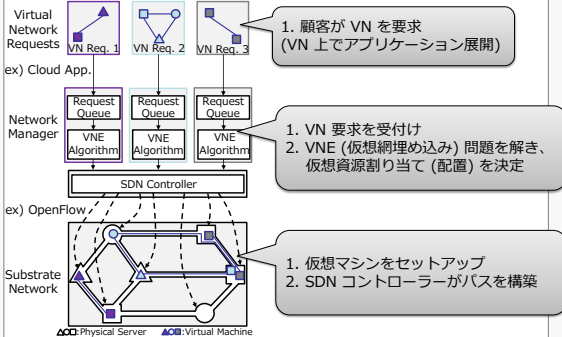 Virtual
Network
Requests
VN Req. 1
VN Req. 2
VN Req. 3
1. 顧客が VN を要求
(VN 上でアプリケーション展開)
ex) Cloud App.
Network
Manager
Request
Queue
Request
Queue
Request
Queue
VNE
Algorithm
VNE
Algorithm
VNE
Algorithm
1. VN 要求を受付け
2. VNE (仮想網埋め込み) 問題を解き、
仮想資源割り当て (配置) を決定
SDN Controller
ex) OpenFlow
Substrate
Network
1. 仮想マシンをセットアップ
2. SDN コントローラーがパスを構築
:Physical Server
:Virtual Machine